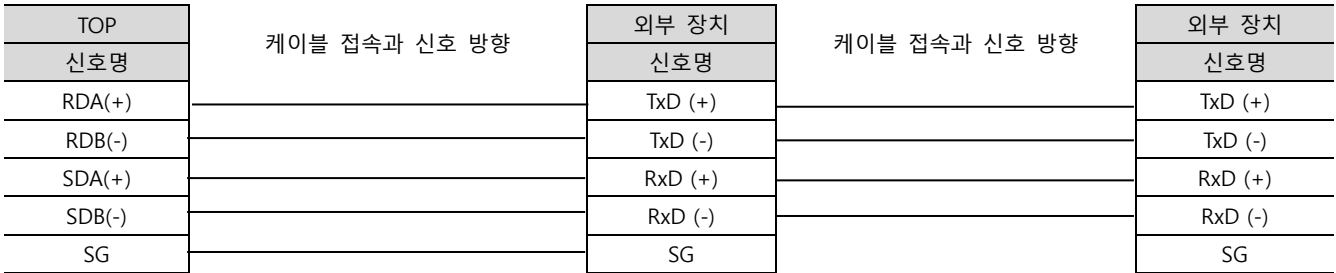 TOP 케이블 접속과 신호 방향 외부 장치 케이블 접속과 신호 방향 외부 장치
신호명 신호명 신호명
RDA(+) TxD (+) TxD (+)
RDB(-) TxD (-) TxD (-)
SDA(+) RxD (+) RxD (+)
SDB(-) RxD (-) RxD (-)
SG SG SG